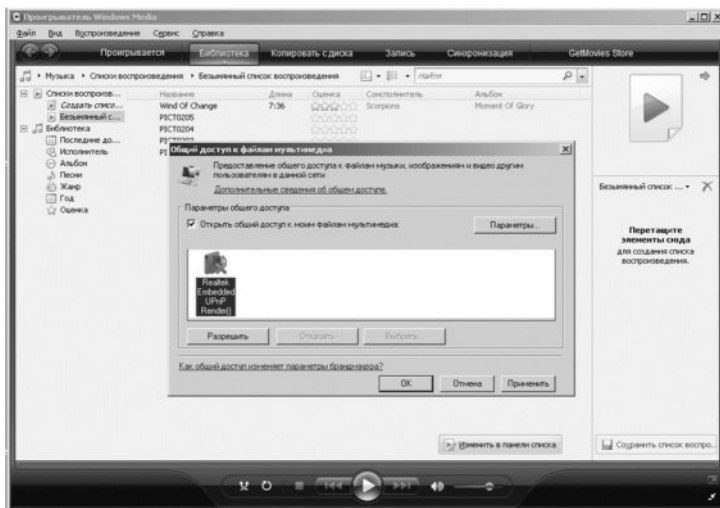 Проигрыватель Windows Media
Файл Вид Воспроизведение Сервис Справка
Проигрывается Библиотека Копировать с диска Запись Синхронизация GetMovies Store
Музыка Списки воспроизведения Безымянный список воспроизведения Найти
Списки воспроизв...
Создать списо...
Безымянный с...
Библиотека
Последние до...
Исполнитель
Альбом
Песни
Жанр
Год
Оценка
Название Длина Оценка Соисполнитель Альбом
Wind Of Change 7:36 Scorpions Moment Of Glory
PICT0205
PICT0204
Общий доступ к файлам мультимедиа
Предоставление общего доступа к файлам музыки, изображениям и видео другим
пользователям в данной сети
Дополнительные сведения об общем доступе.
Параметры общего доступа
Открыть общий доступ к моим файлам мультимедиа:
Параметры...
Realtek
Embedded
UPnP
Render()
Разрешить Отказать Выбрать...
Как общий доступ изменяет параметры брандмауэра?
OK Отмена Применить
Безымянный список ...
Перетащите
элементы сюда
для создания списка
воспроизведения.
Изменить в панели списка
Сохранить список воспро...